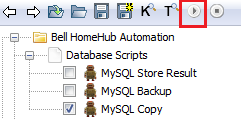 K T
Bell HomeHub Automation
Database Scripts
MySQL Store Result
MySQL Backup
MySQL Copy